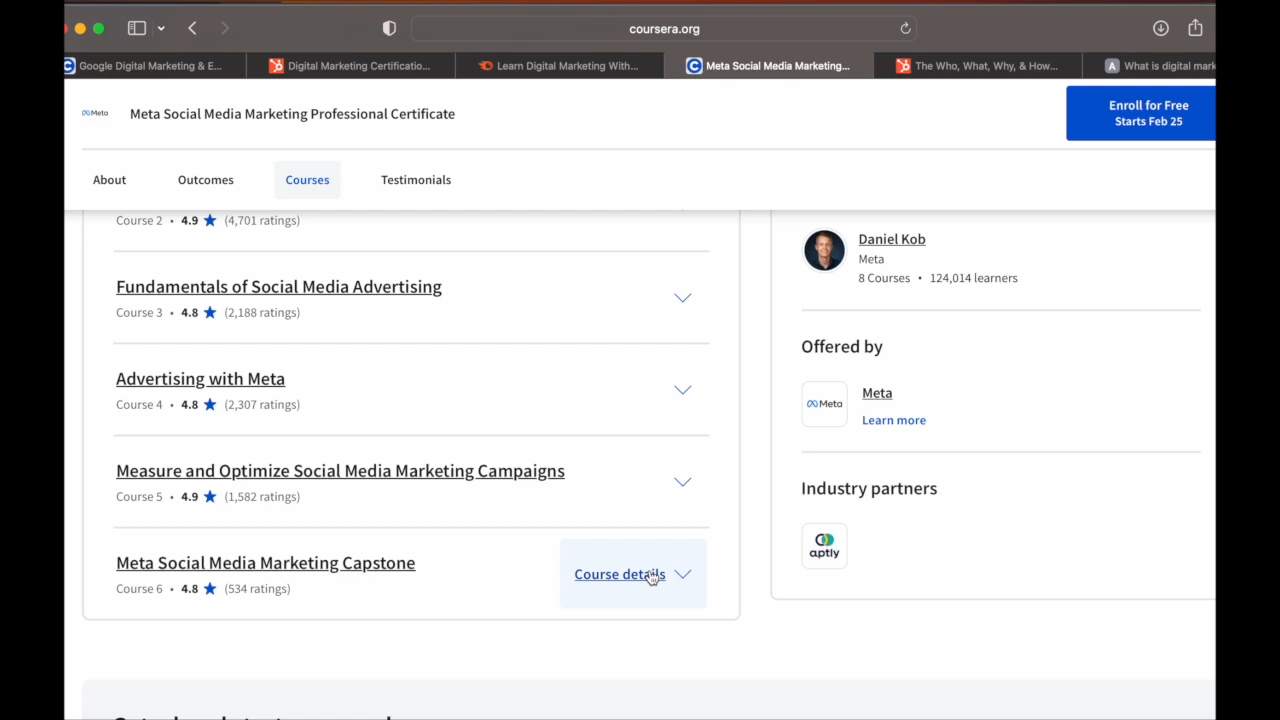 coursera.org
Google Digital Marketing & E...
Digital Marketing Certificatio...
Learn Digital Marketing With...
Meta Social Media Marketing...
The Who, What, Why, & How...
What is digital mark
Meta
Meta Social Media Marketing Professional Certificate
Enroll for Free
Starts Feb 25
About
Outcomes
Courses
Testimonials
Course 2 • 4.9 ★ (4,701 ratings)
Fundamentals of Social Media Advertising
Course 3 • 4.8 ★ (2,188 ratings)
Advertising with Meta
Course 4 • 4.8 ★ (2,307 ratings)
Measure and Optimize Social Media Marketing Campaigns
Course 5 • 4.9 ★ (1,582 ratings)
Meta Social Media Marketing Capstone
Course 6 • 4.8 ★ (534 ratings)
Course details
Daniel Kob
Meta
8 Courses • 124,014 learners
Offered by
Meta
Meta
Learn more
Industry partners
aptly